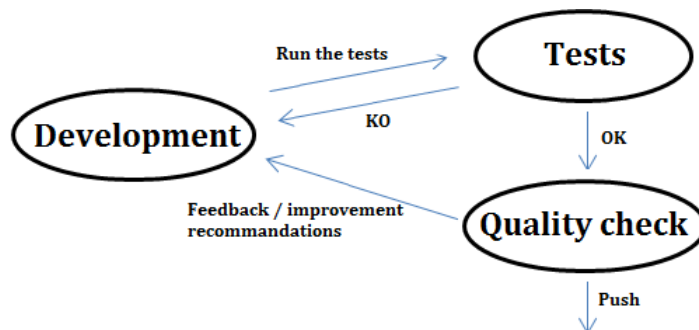 Run the tests
Tests
KO
Development
OK
Feedback / improvement
recommandations
Quality check
Push